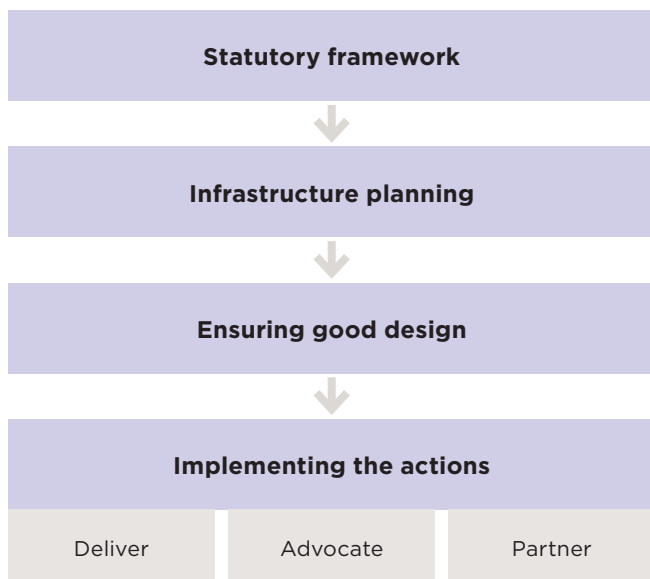 Statutory framework
Infrastructure planning
Ensuring good design
Implementing the actions
Deliver
Advocate
Partner